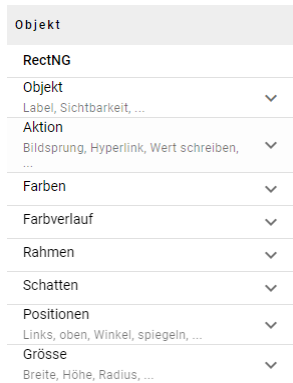 Objekt
RectNG
Objekt
Label, Sichtbarkeit, ...
Aktion
Bildsprung, Hyperlink, Wert schreiben,
...
Farben
Farbverlauf
Rahmen
Schatten
Positionen
Links, oben, Winkel, spiegeln, ...
Grösse
Breite, Höhe, Radius, ...